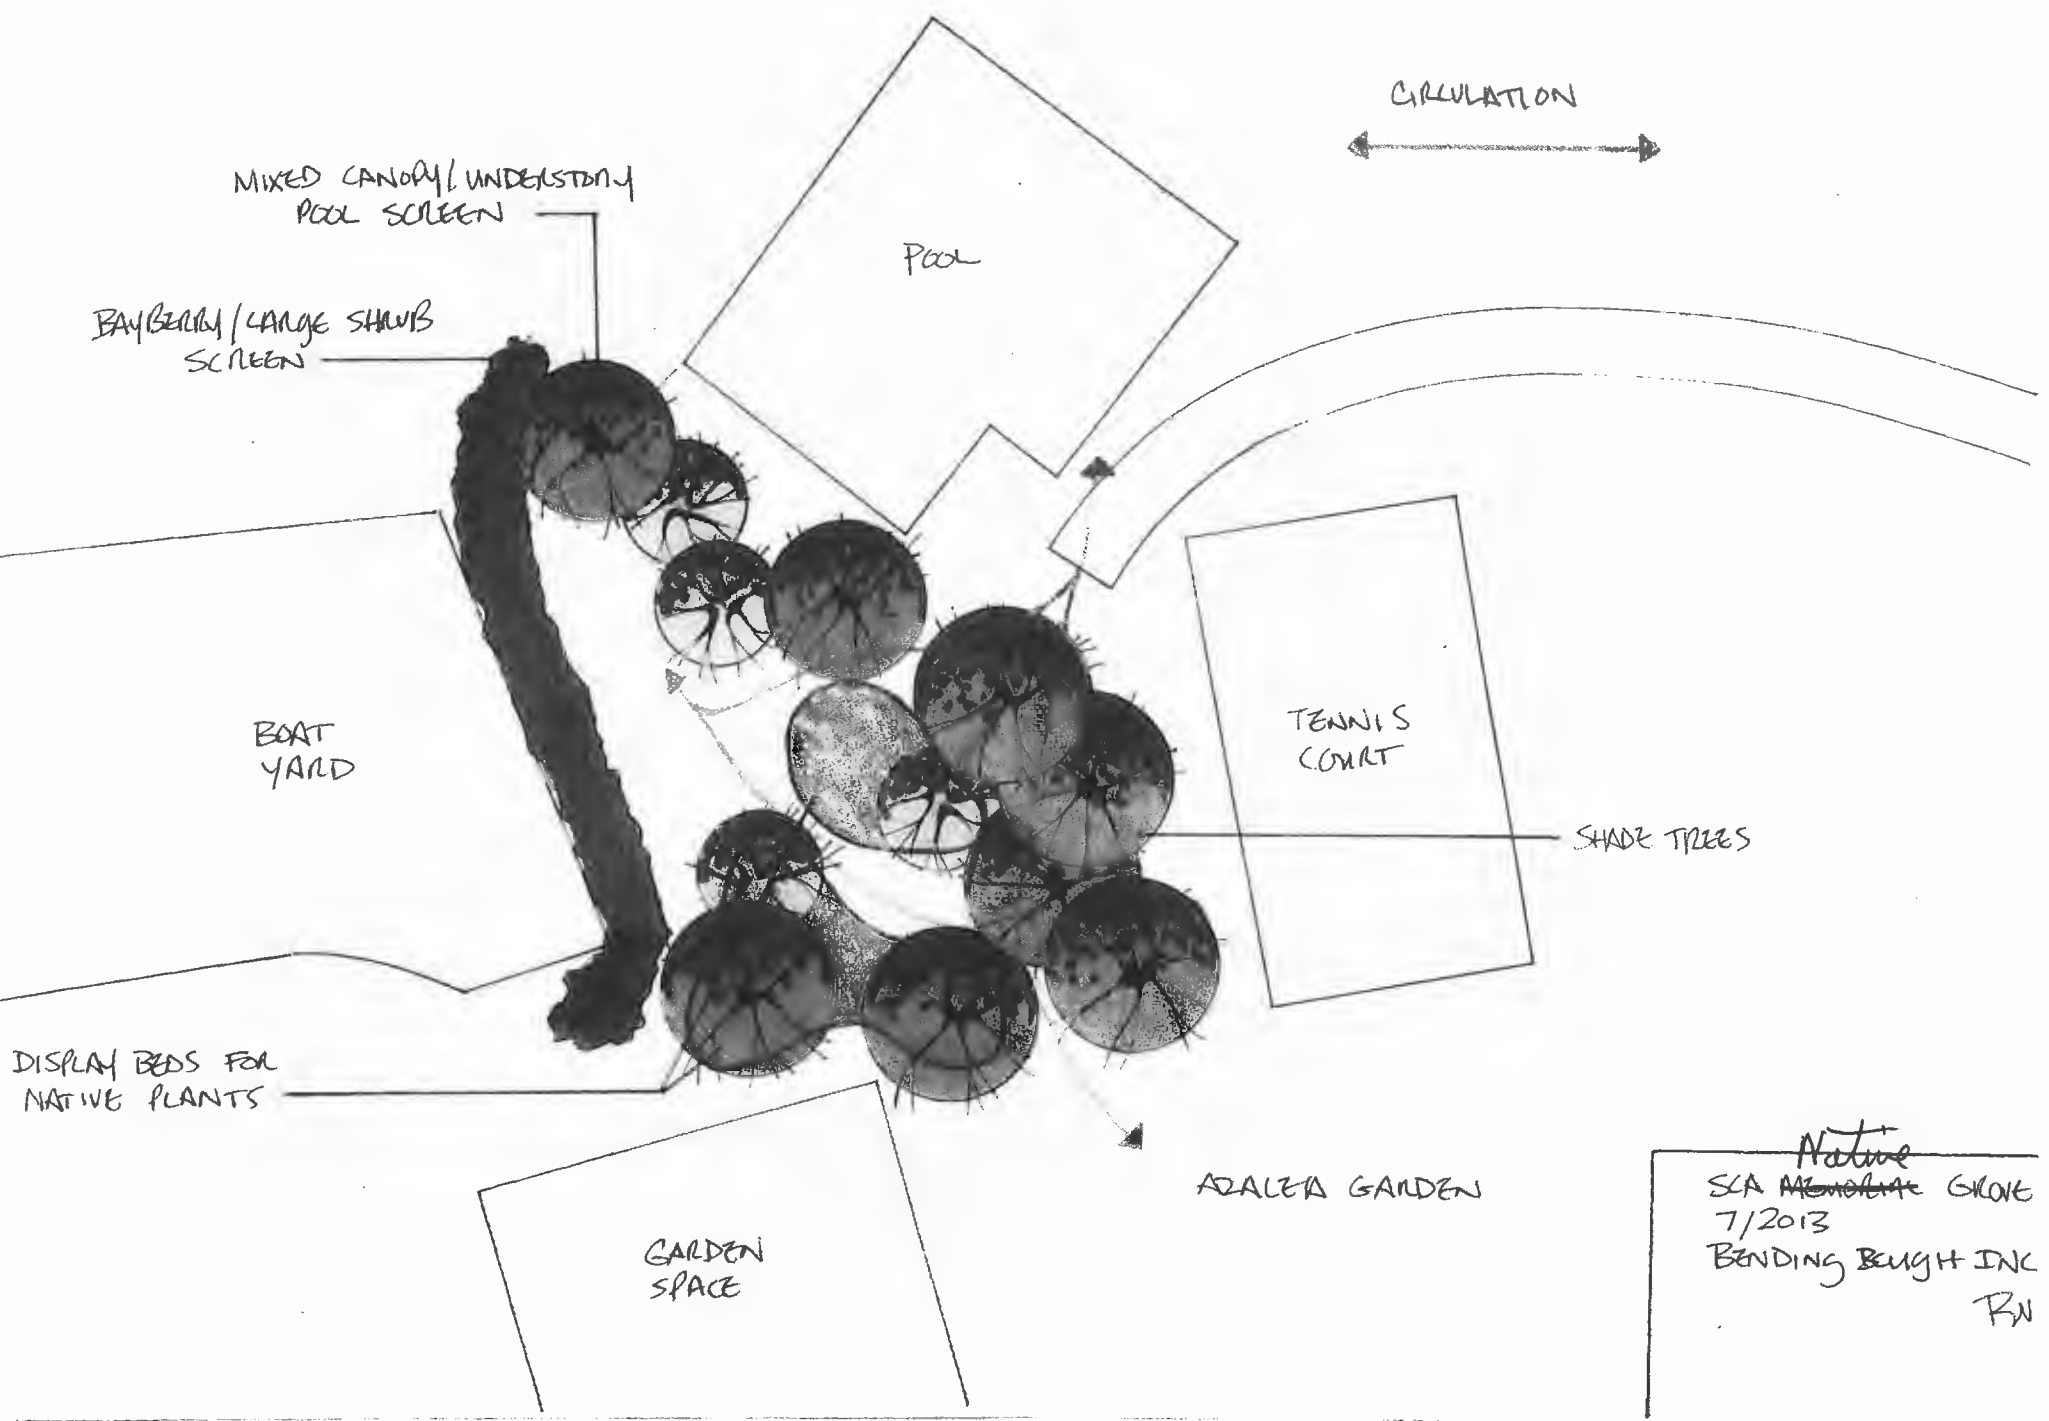 CIRCULATION
MIXED CANOPY/UNDERSTORY
POOL SCREEN
POOL
BAYBERRY/LARGE SHRUB
SCREEN
BOAT
YARD
TENNIS
COURT
SHADE TREES
DISPLAY BEDS FOR
NATIVE PLANTS
AZALEA GARDEN
GARDEN
SPACE
Native
SCA MEMORIAL GROVE
7/2013
BENDING BOUGH INC
RN